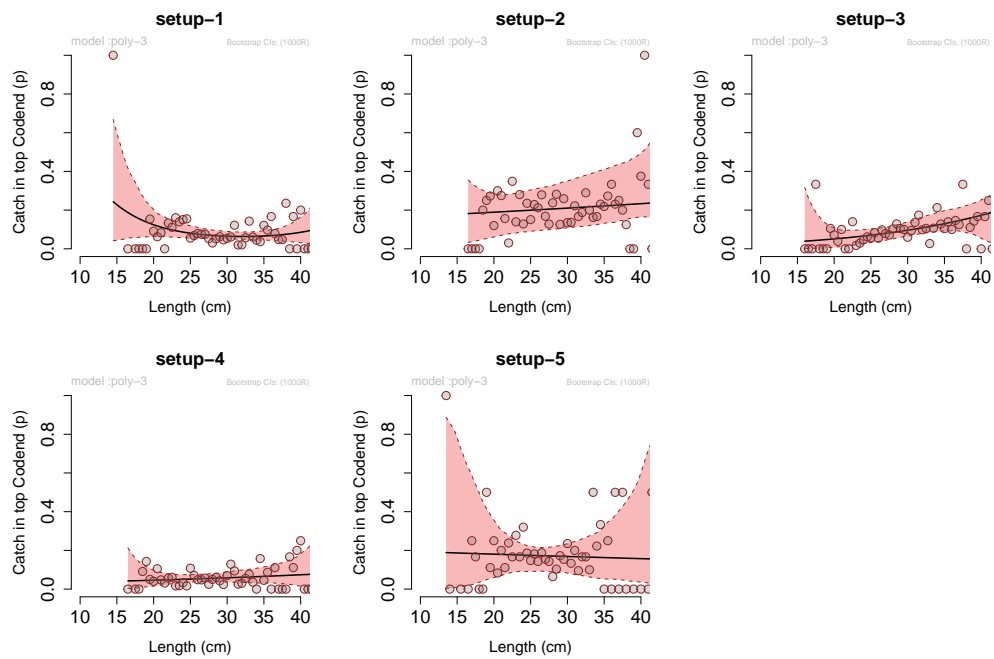 setup−1
model :poly−3 Bootstrap CIs: (1000R)
Catch in top Codend (p)
0.0 0.4 0.8
10 15 20 25 30 35 40
Length (cm)
setup−2
model :poly−3 Bootstrap CIs: (1000R)
Catch in top Codend (p)
0.0 0.4 0.8
10 15 20 25 30 35 40
Length (cm)
setup−3
model :poly−3 Bootstrap CIs: (1000R)
Catch in top Codend (p)
0.0 0.4 0.8
10 15 20 25 30 35 40
Length (cm)
setup−4
model :poly−3 Bootstrap CIs: (1000R)
Catch in top Codend (p)
0.0 0.4 0.8
10 15 20 25 30 35 40
Length (cm)
setup−5
model :poly−3 Bootstrap CIs: (1000R)
Catch in top Codend (p)
0.0 0.4 0.8
10 15 20 25 30 35 40
Length (cm)